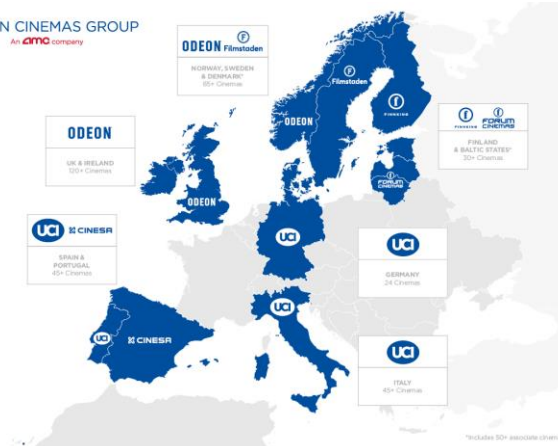 N CINEMAS GROUP
An amc company
ODEON Filmstaden
NORWAY, SWEDEN
& DENMARK*
85+ Cinemas
ODEON
UK & IRELAND
120+ Cinemas
UCI CINESA
SPAIN &
PORTUGAL
45+ Cinemas
FINNKINO FORUM
CINEMAS
FINLAND
& BALTIC STATES*
30+ Cinemas
UCI
GERMANY
24 Cinemas
UCI
ITALY
45+ Cinemas
Filmstaden
ODEON
FINNKINO
FORUM
CINEMAS
ODEON
UCI
UCI
UCI
CINESA
*Includes 50+ associate cinem